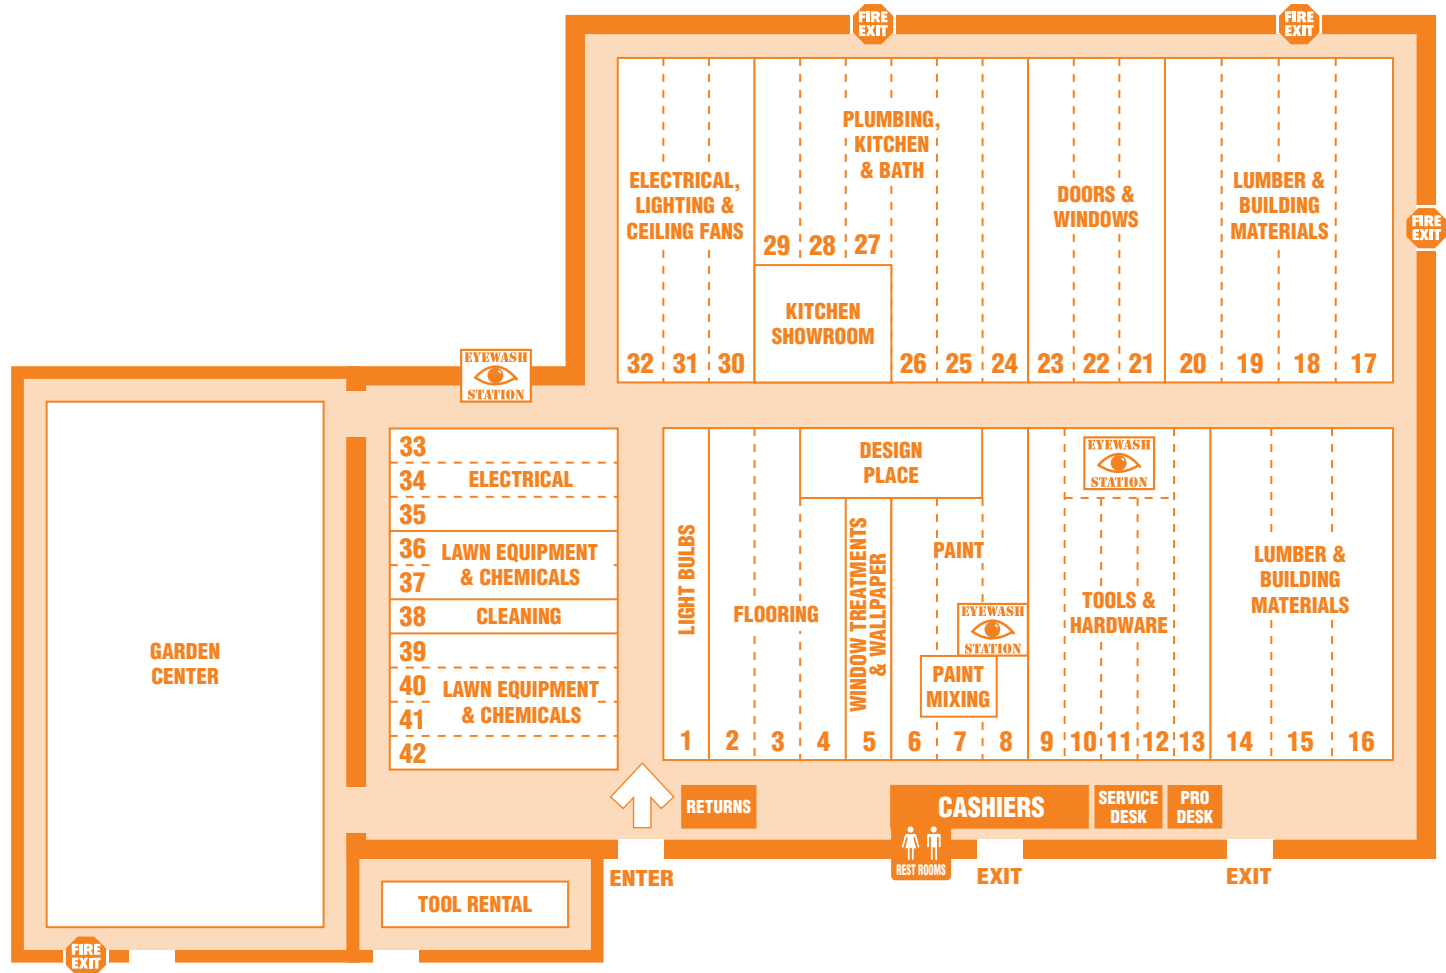 FIRE
EXIT
FIRE
EXIT
PLUMBING,
KITCHEN
& BATH
ELECTRICAL,
LIGHTING &
CEILING FANS
DOORS &
WINDOWS
LUMBER &
BUILDING
MATERIALS
FIRE
EXIT
29 28 27
KITCHEN
SHOWROOM
32 31 30 26 25 24 23 22 21 20 19 18 17
EYEWASH
STATION
33
34 ELECTRICAL
35
36 LAWN EQUIPMENT
37 & CHEMICALS
38 CLEANING
39
40 LAWN EQUIPMENT
41 & CHEMICALS
42
GARDEN
CENTER
DESIGN
PLACE
EYEWASH
STATION
LIGHT BULBS
FLOORING
WINDOW TREATMENTS
& WALLPAPER
PAINT
EYEWASH
STATION
PAINT
MIXING
TOOLS &
HARDWARE
LUMBER &
BUILDING
MATERIALS
1 2 3 4 5 6 7 8 9 10 11 12 13 14 15 16
RETURNS
CASHIERS
SERVICE
DESK
PRO
DESK
REST ROOMS
ENTER
EXIT
EXIT
TOOL RENTAL
FIRE
EXIT